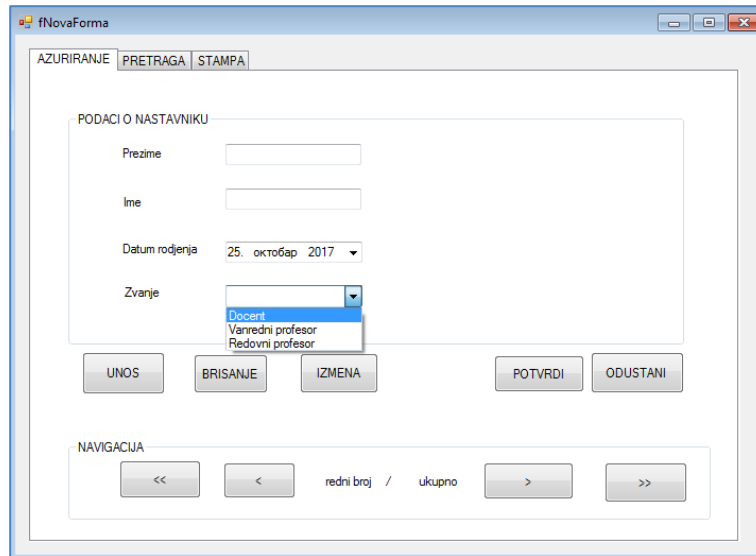 fNovaForma
AZURIRANJE PRETRAGA STAMPA
PODACI O NASTAVNIKU
Prezime
Ime
Datum rodjenja 25. октобар 2017
Zvanje
Docent
Vanredni profesor
Redovni profesor
UNOS BRISANJE IZMENA POTVRDI ODUSTANI
NAVIGACIJA
<< < redni broj / ukupno > >>